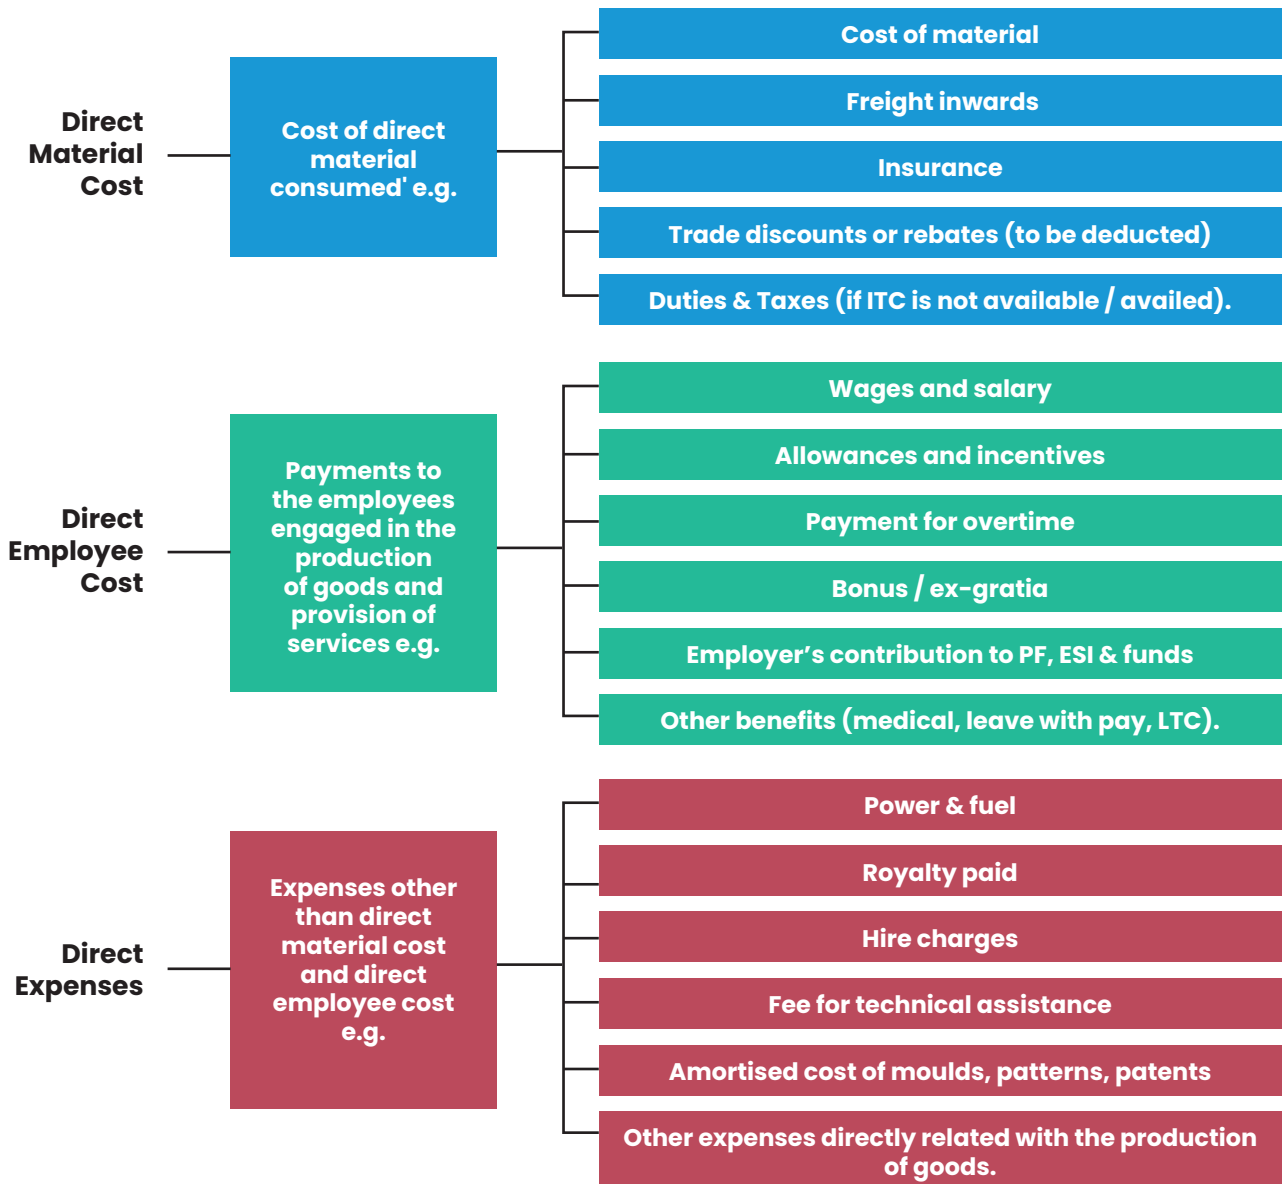 Direct
Material
Cost
Cost of direct
material
consumed' e.g.
Cost of material
Freight inwards
Insurance
Trade discounts or rebates (to be deducted)
Duties & Taxes (if ITC is not available / availed).
Direct
Employee
Cost
Payments to
the employees
engaged in the
production
of goods and
provision of
services e.g.
Wages and salary
Allowances and incentives
Payment for overtime
Bonus / ex-gratia
Employer’s contribution to PF, ESI & funds
Other benefits (medical, leave with pay, LTC).
Direct
Expenses
Expenses other
than direct
material cost
and direct
employee cost
e.g.
Power & fuel
Royalty paid
Hire charges
Fee for technical assistance
Amortised cost of moulds, patterns, patents
Other expenses directly related with the production
of goods.